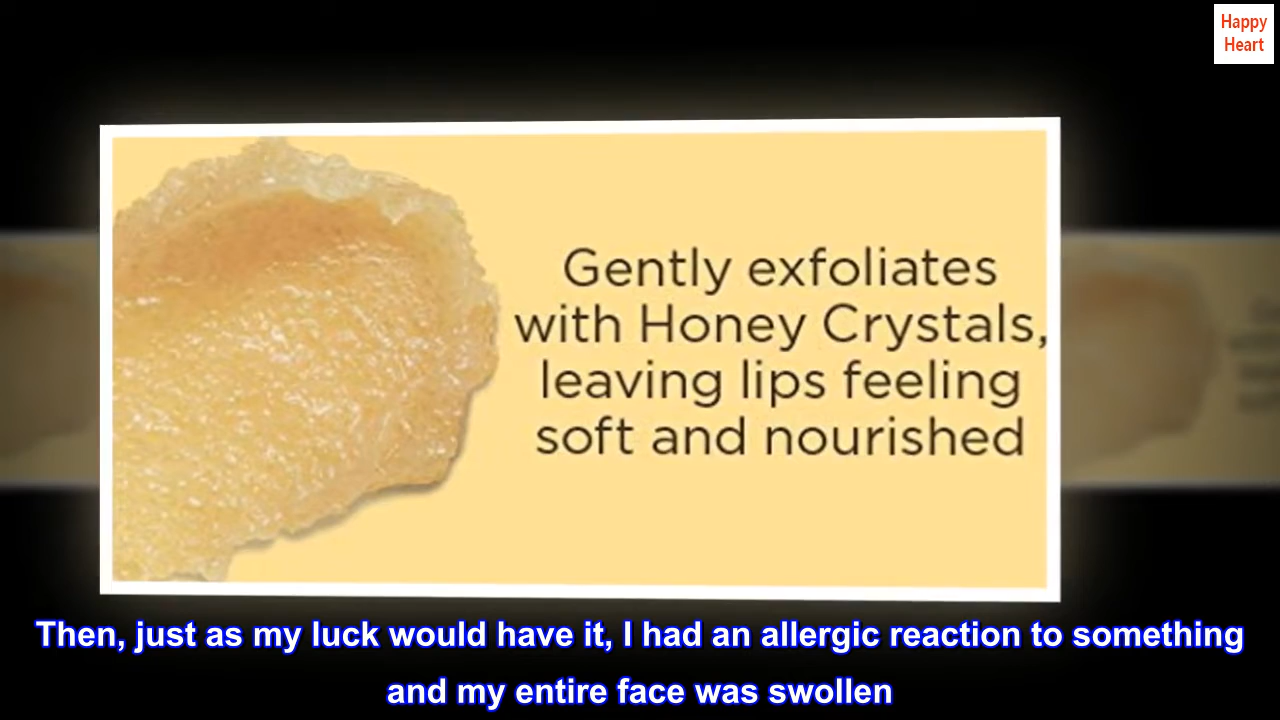 Happy
Heart
Gently exfoliates
with Honey Crystals,
leaving lips feeling
soft and nourished
Then, just as my luck would have it, I had an allergic reaction to something
and my entire face was swollen